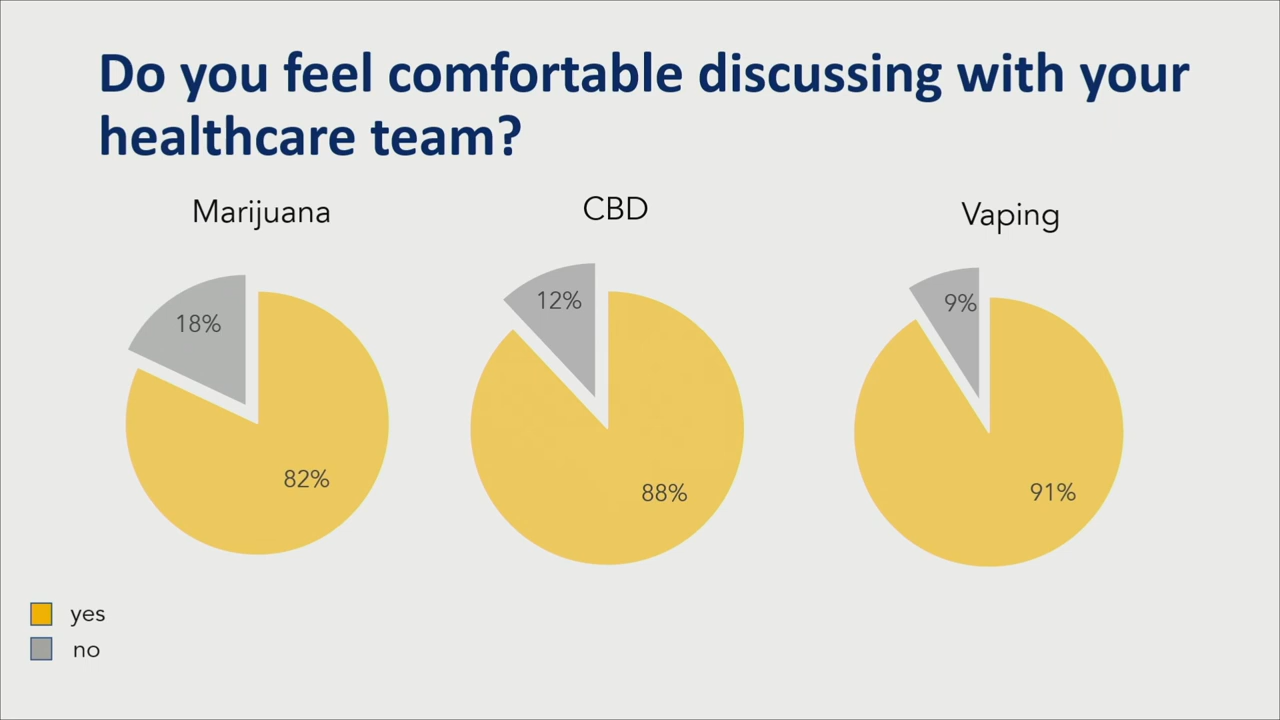 Do you feel comfortable discussing with your
healthcare team?
Marijuana
CBD
Vaping
18%
82%
12%
88%
9%
91%
yes
no